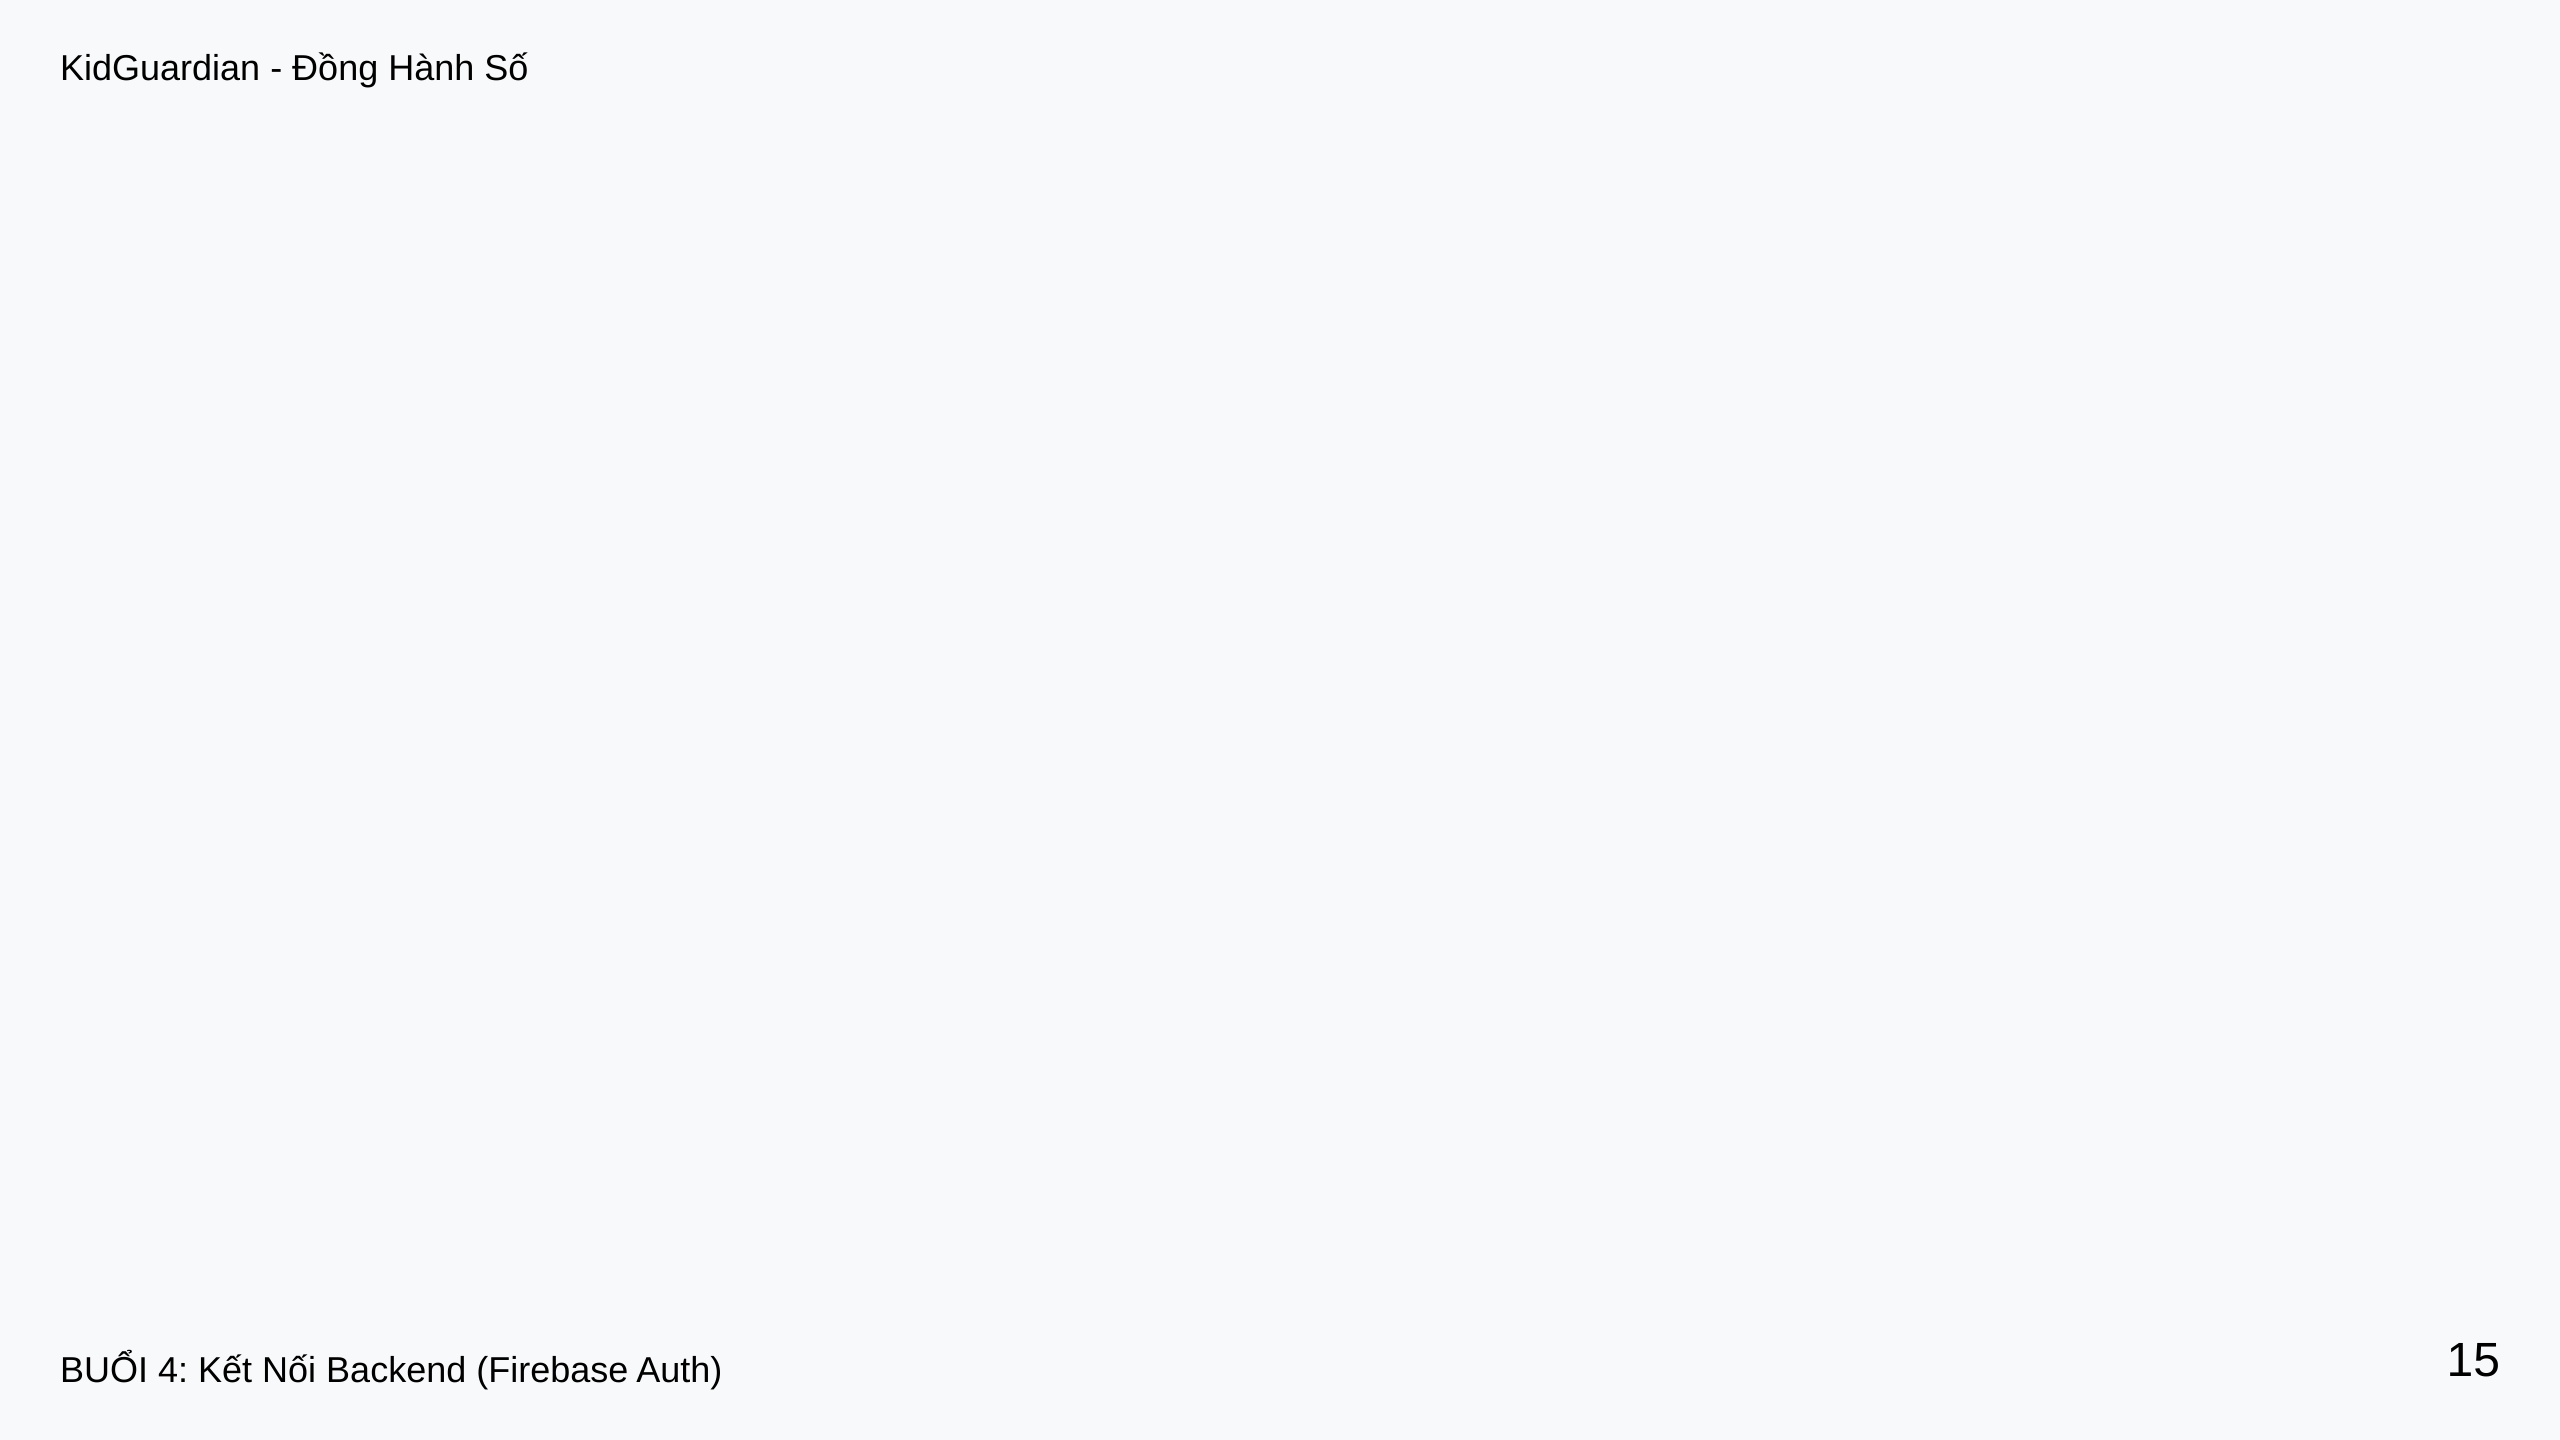 KidGuardian - Đồng Hành Số
BUỔI 4: Kết Nối Backend (Firebase Auth)
15